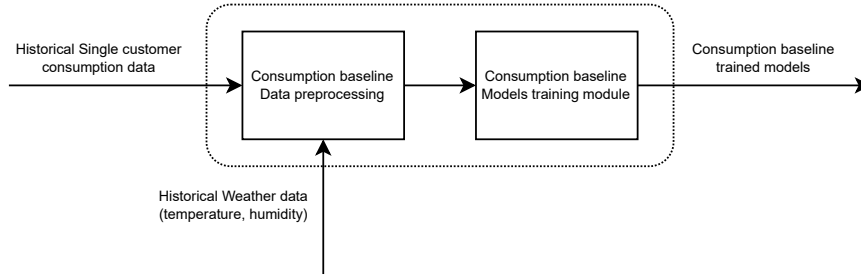 Historical Single customer
consumption data
Consumption baseline
Data preprocessing
Consumption baseline
Models training module
Consumption baseline
trained models
Historical Weather data
(temperature, humidity)